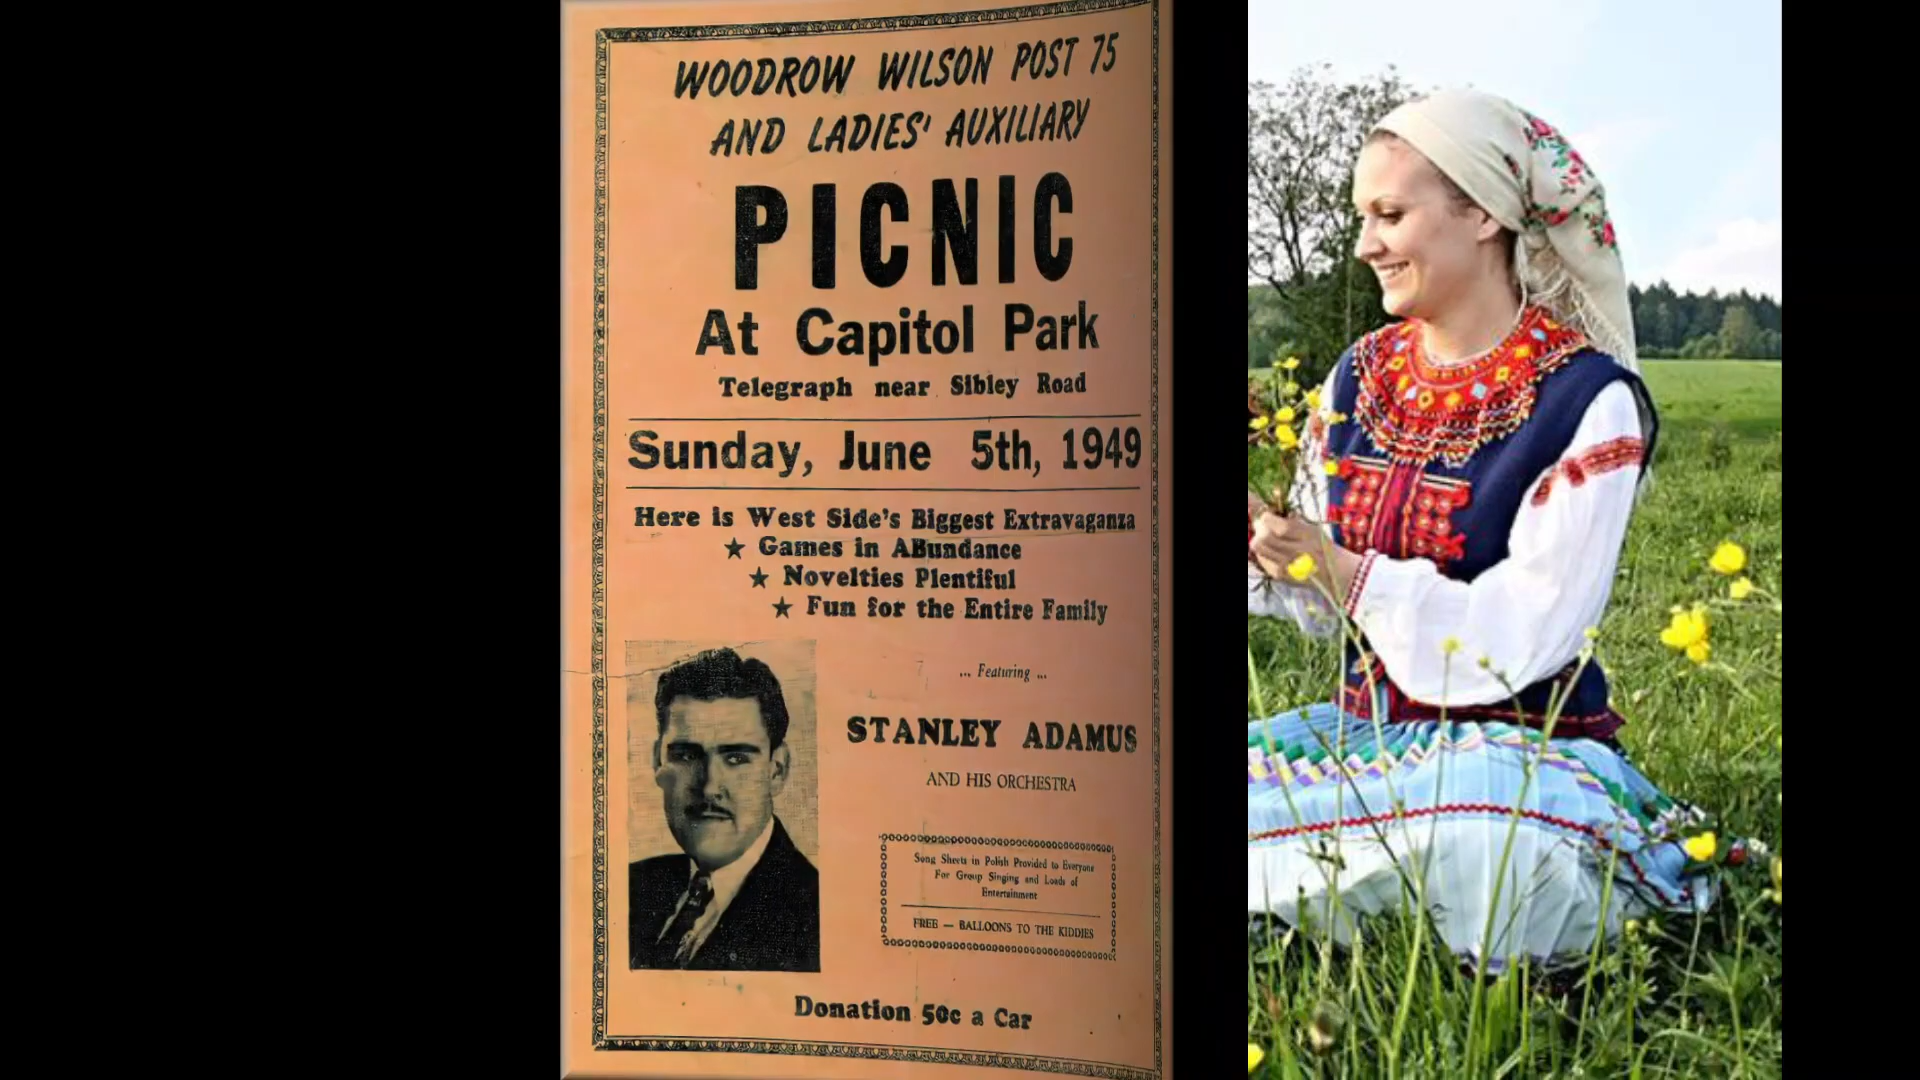 WOODROW WILSON POST 75
AND LADIES' AUXILIARY
PICNIC
At Capitol Park
Telegraph near Sibley Road
Sunday, June 5th, 1949
Here is West Side's Biggest Extravaganza
★ Games in ABundance
★ Novelties Plentiful
★ Fun for the Entire Family
... Featuring ...
STANLEY ADAMUS
AND HIS ORCHESTRA
Song Sheets in Polish Provided to Everyone
For Group Singing and Loads of
Entertainment
FREE — BALLOONS TO THE KIDDIES
Donation 50c a Car